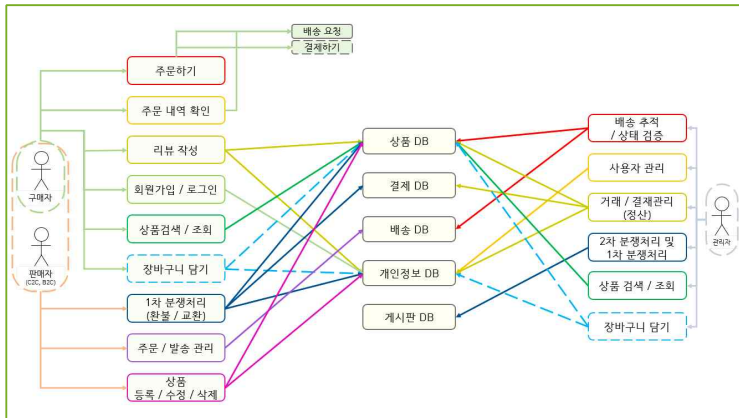 배송 요청
결제하기
주문하기
주문 내역 확인
리뷰 작성
회원가입 / 로그인
상품검색 / 조회
장바구니 담기
1차 분쟁처리
(환불 / 교환)
주문 / 발송 관리
상품
등록 / 수정 / 삭제
구매자
판매자
(C2C, B2C)
상품 DB
결제 DB
배송 DB
개인정보 DB
게시판 DB
배송 추적
/ 상태 검증
사용자 관리
거래 / 결재관리
(정산)
2차 분쟁처리 및
1차 분쟁처리
상품 검색 / 조회
장바구니 담기
관리자